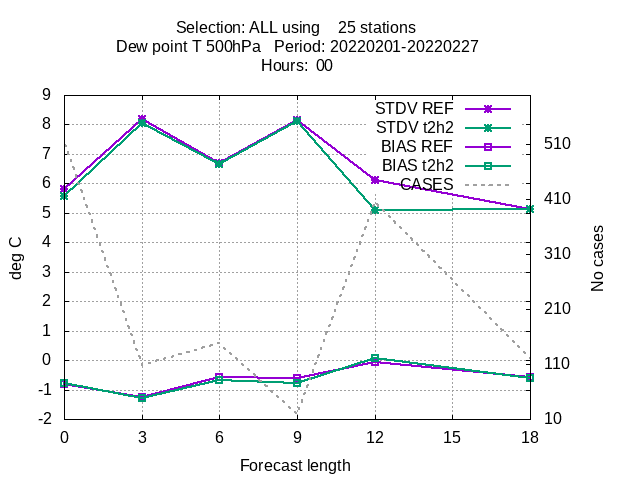 Selection: ALL using    25 stations
Dew point T 500hPa   Period: 20220201-20220227
Hours:  00
STDV REF
STDV t2h2
BIAS REF
BIAS t2h2
CASES
9
8
7
6
5
4
3
2
1
0
-1
-2
deg C
510
410
310
210
110
10
No cases
0 3 6 9 12 15 18
Forecast length